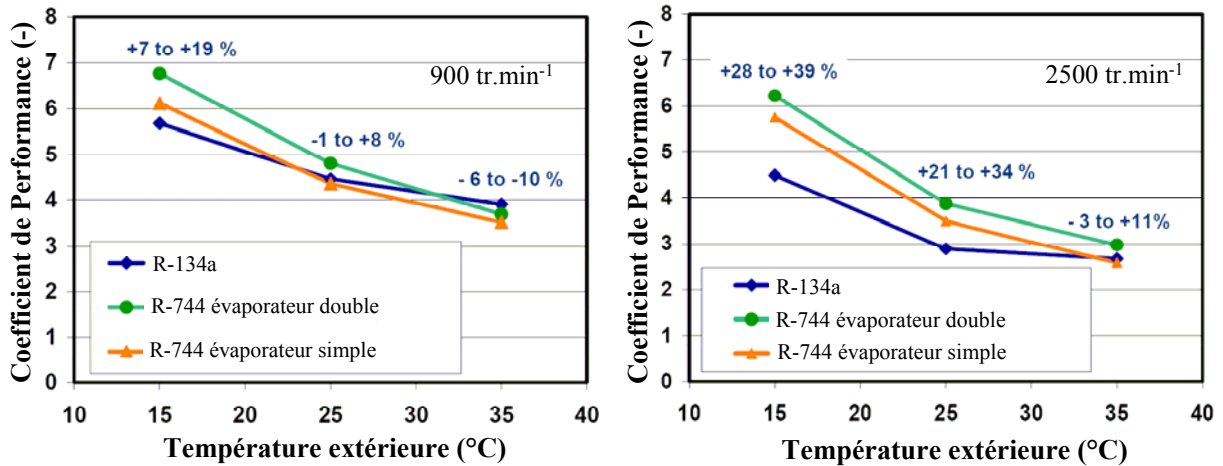 Coefficient de Performance (-)
8
7
6
5
4
3
2
1
0
+7 to +19 %
900 tr.min⁻¹
-1 to +8 %
- 6 to -10 %
R-134a
R-744 évaporateur double
R-744 évaporateur simple
10 15 20 25 30 35 40
Température extérieure (°C)
Coefficient de Performance (-)
8
7
6
5
4
3
2
1
0
2500 tr.min⁻¹
+28 to +39 %
+21 to +34 %
- 3 to +11%
R-134a
R-744 évaporateur double
R-744 évaporateur simple
10 15 20 25 30 35 40
Température extérieure (°C)